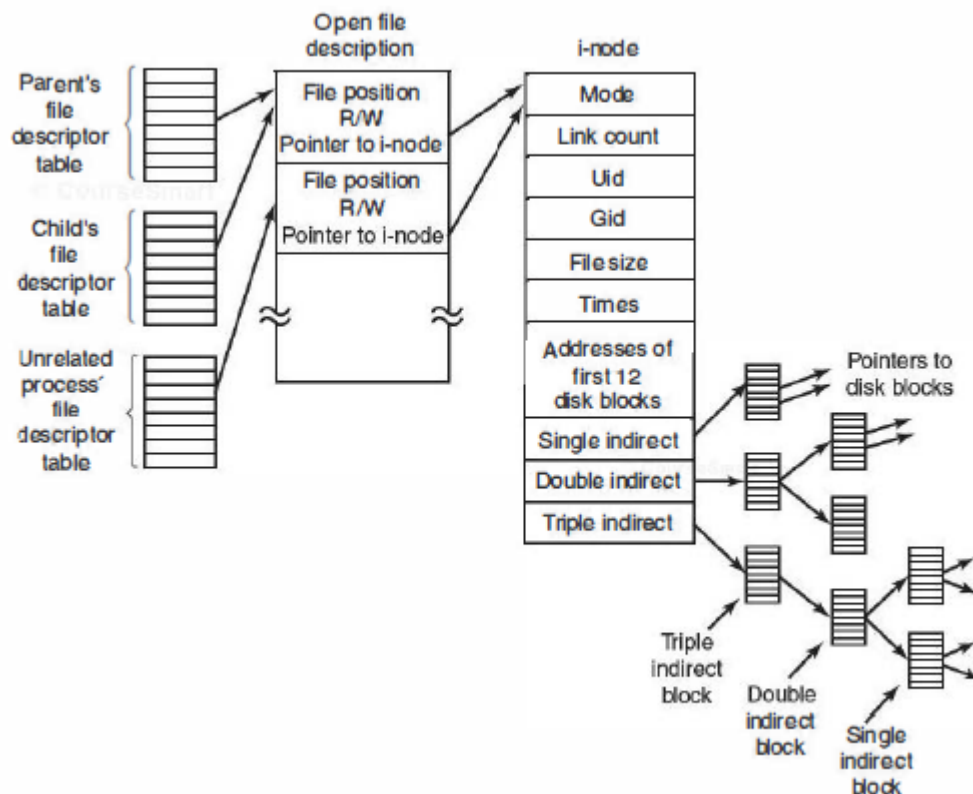 Open file
description
i-node
Parent's
file
descriptor
table
File position
R/W
Pointer to i-node
Mode
Link count
File position
R/W
Pointer to i-node
Uid
© CourseSmart
Child's
file
descriptor
table
Gid
File size
Times
Unrelated
process'
file
descriptor
table
Addresses of
first 12
disk blocks
Pointers to
disk blocks
Single indirect
Double indirect
Triple indirect
Triple
indirect
block
Double
indirect
block
Single
indirect
block